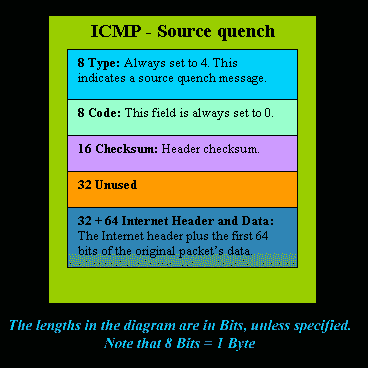 ICMP - Source quench
8 Type: Always set to 4. This
indicates a source quench message.
8 Code: This field is always set to 0.
16 Checksum: Header checksum.
32 Unused
32 + 64 Internet Header and Data:
The Internet header plus the first 64
bits of the original packet's data.
The lengths in the diagram are in Bits, unless specified.
Note that 8 Bits = 1 Byte